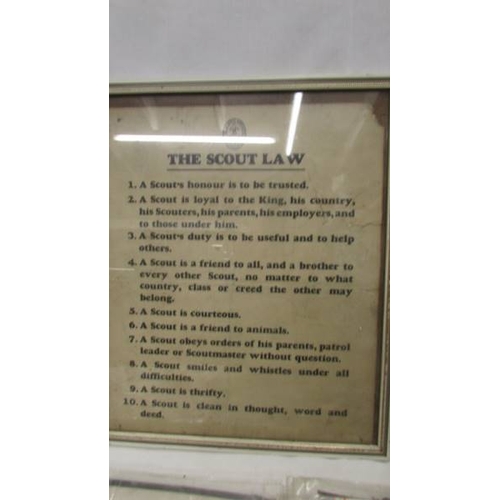 THE SCOUT LAW
1. A Scout's honour is to be trusted.
2. A Scout is loyal to the King, his country,
his Scouters, his parents, his employers, and
to those under him.
3. A Scout's duty is to be useful and to help
others.
4. A Scout is a friend to all, and a brother to
every other Scout, no matter to what
country, class or creed the other may
belong.
5. A Scout is courteous.
6. A Scout is a friend to animals.
7. A Scout obeys orders of his parents, patrol
leader or Scoutmaster without question.
8. A Scout smiles and whistles under all
difficulties.
9. A Scout is thrifty.
10. A Scout is clean in thought, word and
deed.